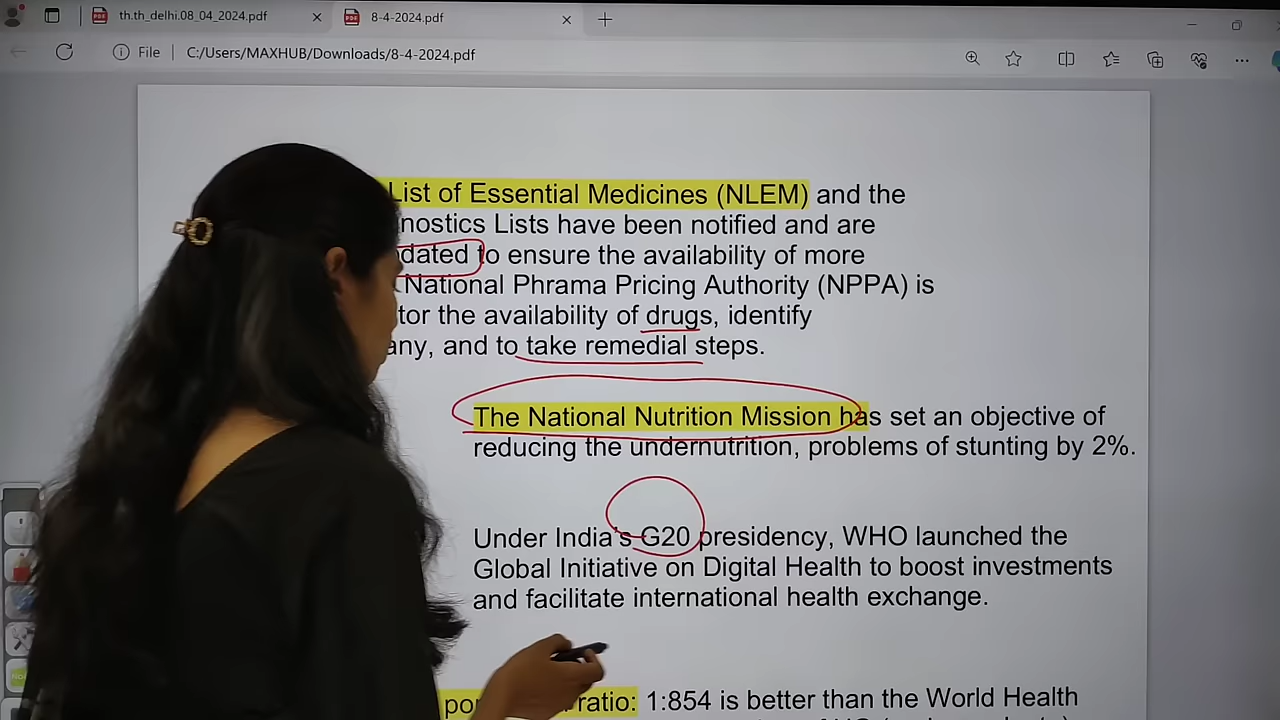 th.th_delhi.08_04_2024.pdf
8-4-2024.pdf
File
C:/Users/MAXHUB/Downloads/8-4-2024.pdf
List of Essential Medicines (NLEM) and the
nostics Lists have been notified and are
dated to ensure the availability of more
National Phrama Pricing Authority (NPPA) is
tor the availability of drugs, identify
any, and to take remedial steps.
The National Nutrition Mission has set an objective of
reducing the undernutrition, problems of stunting by 2%.
Under India's G20 presidency, WHO launched the
Global Initiative on Digital Health to boost investments
and facilitate international health exchange.
ratio: 1:854 is better than the World Health